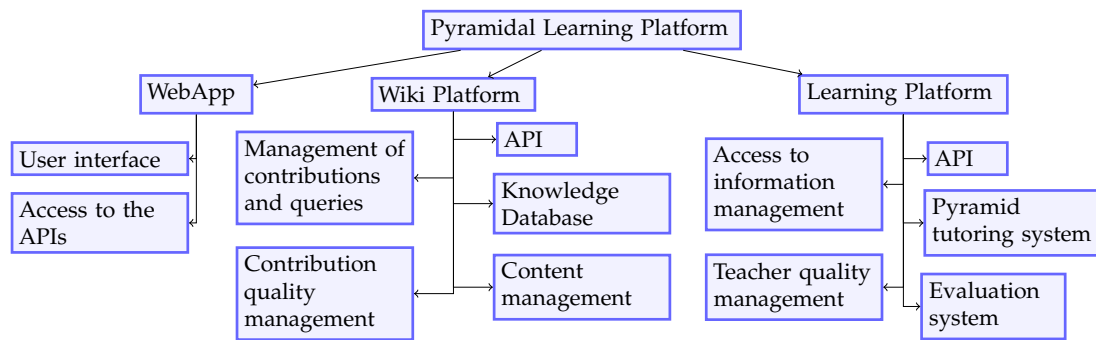 Pyramidal Learning Platform
WebApp
Wiki Platform
Learning Platform
User interface
Access to the
APIs
Management of
contributions
and queries
API
Knowledge
Database
Contribution
quality
management
Content
management
Access to
information
management
API
Pyramid
tutoring system
Teacher quality
management
Evaluation
system